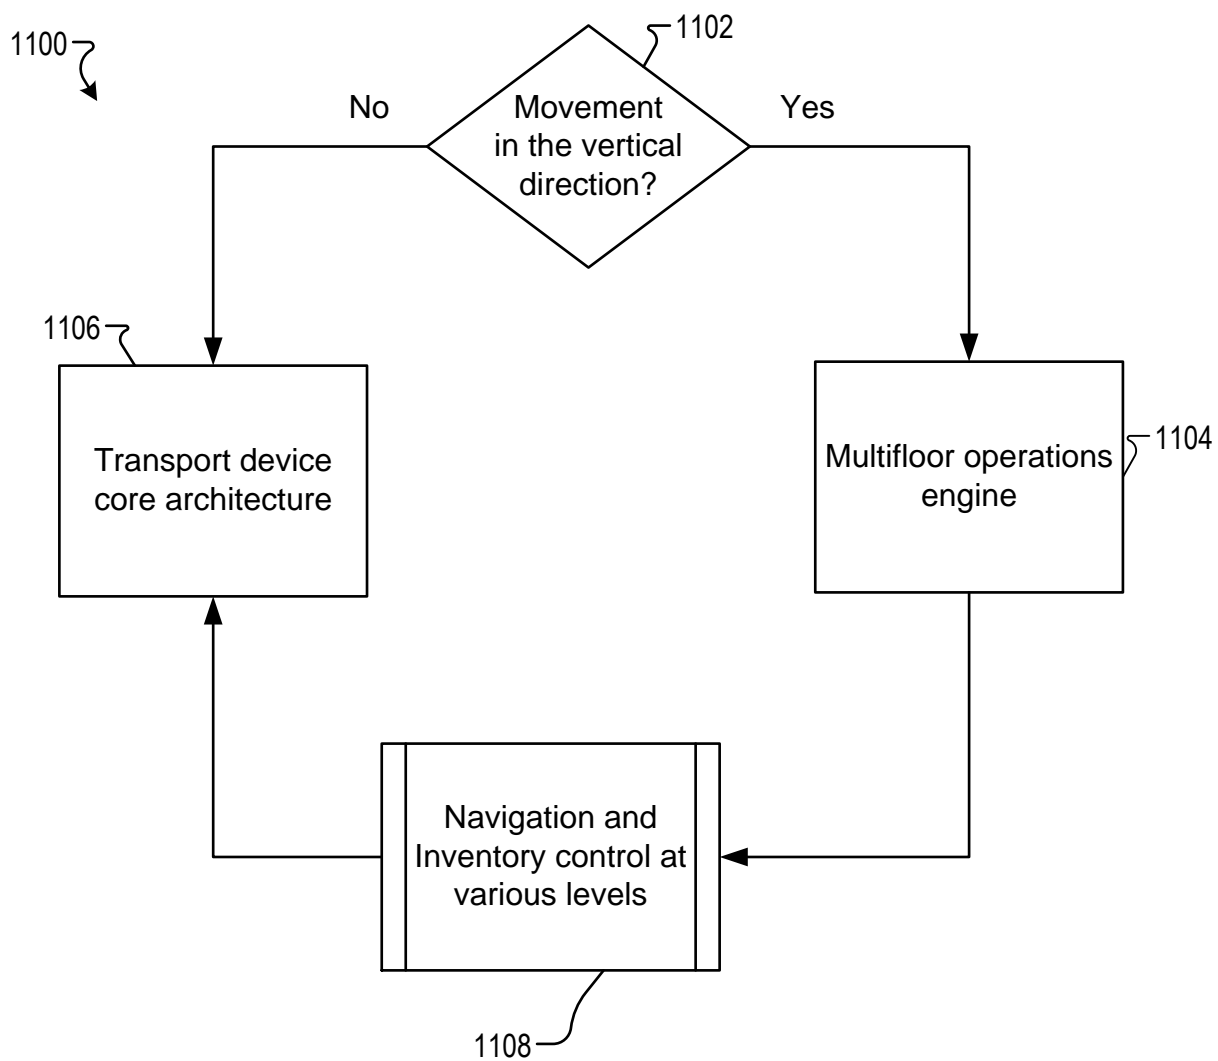 1100
1102
No
Movement
in the vertical
direction?
Yes
1106
Transport device
core architecture
1104
Multifloor operations
engine
Navigation and
Inventory control at
various levels
1108